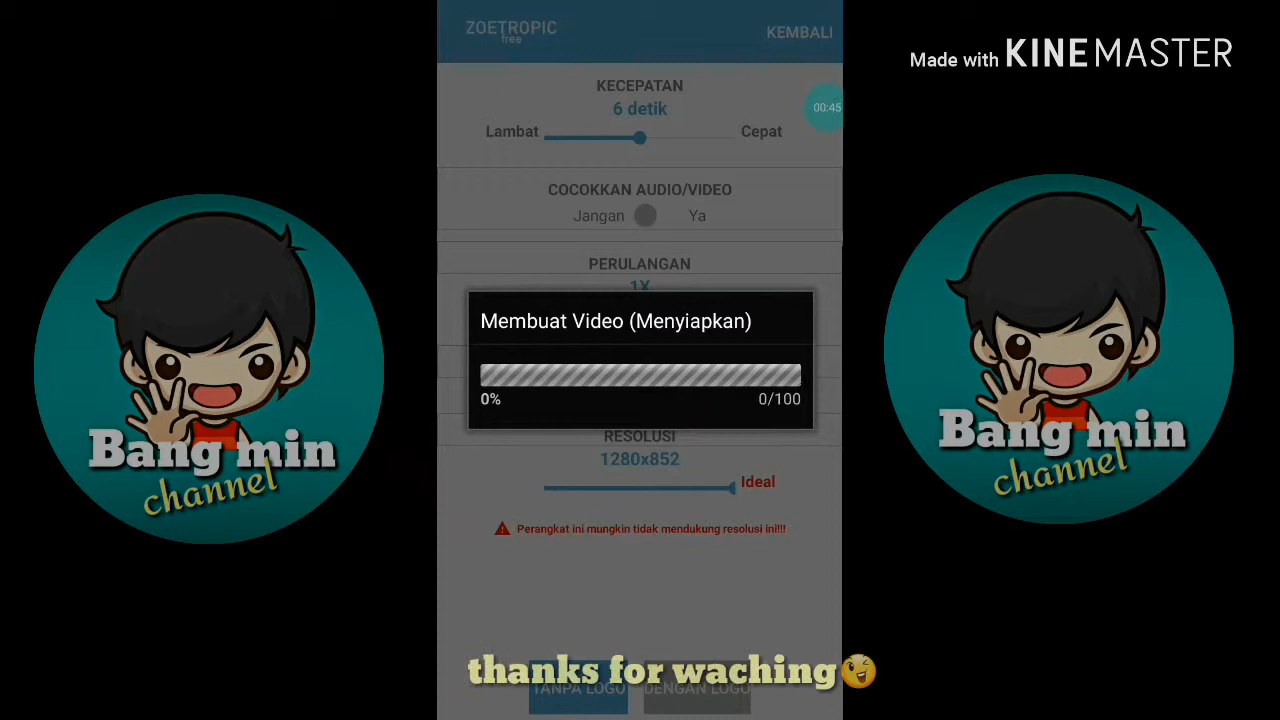 ZOETROPIC
free
KEMBALI
Made with KINEMASTER
KECEPATAN
6 detik
00:45
Lambat
Cepat
COCOKKAN AUDIO/VIDEO
Jangan
Ya
PERULANGAN
1X
Membuat Video (Menyiapkan)
0%
0/100
Bang min
channel
Bang min
channel
RESOLUSI
1280x852
Ideal
Perangkat ini mungkin tidak mendukung resolusi ini!!!
thanks for waching😜
TANPA LOGO
DENGAN LOGO